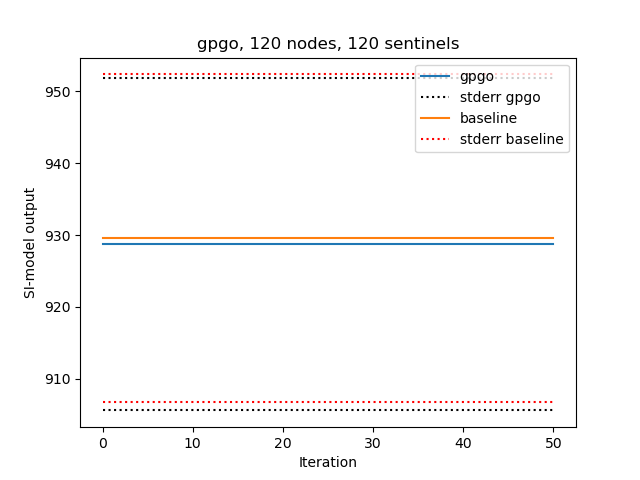 gpgo, 120 nodes, 120 sentinels
gpgo
stderr gpgo
baseline
stderr baseline
950
940
930
920
910
SI-model output
0 10 20 30 40 50
Iteration